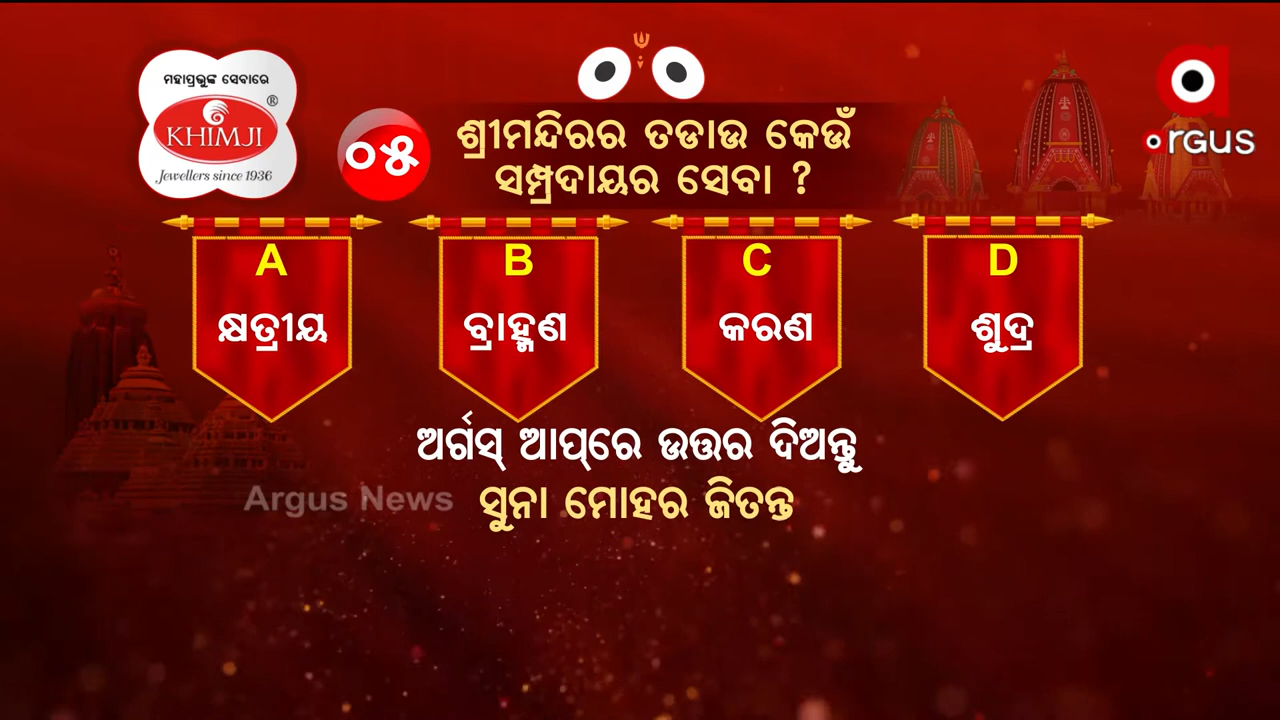 ମହାପ୍ରଭୁଙ୍କ ସେବାରେ
KHIMJI ®
Jewellers since 1936
୦୫
ଶ୍ରୀମନ୍ଦିରର ତଡାଉ କେଉଁ
ସମ୍ପ୍ରଦାୟର ସେବା ?
argus
A
କ୍ଷତ୍ରୀୟ
B
ବ୍ରାହ୍ମଣ
C
କରଣ
D
ଶୁଦ୍ର
ଅର୍ଗସ୍ ଆପ୍‌ରେ ଉତ୍ତର ଦିଅନ୍ତୁ
Argus News
ସୁନା ମୋହର ଜିତନ୍ତ